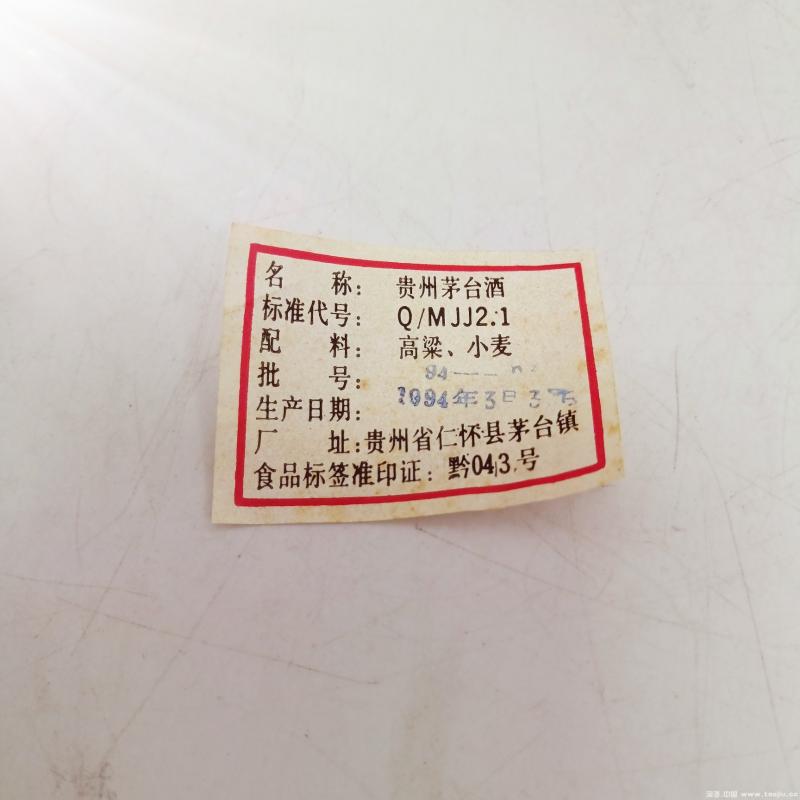 名 称： 贵州茅台酒
标准代号： Q/MJJ2.1
配 料： 高粱、小麦
批 号： 94—
生产日期： 1994年3月3
厂 址：贵州省仁怀县茅台镇
食品标签准印证： 黔043号